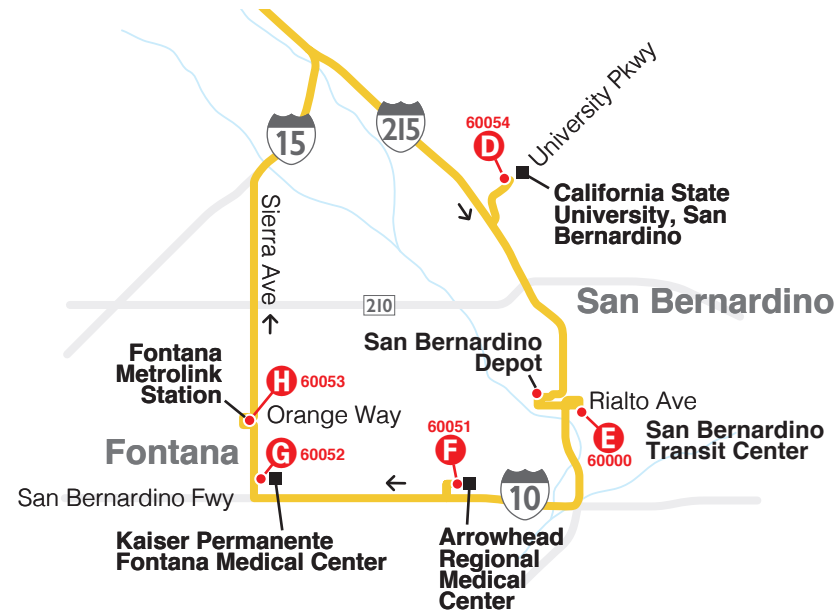 15
215
60054
D
University Pkwy
California State
University, San
Bernardino
Sierra Ave
210
San Bernardino
San Bernardino
Depot
Fontana
Metrolink
Station
H
60053
Orange Way
Rialto Ave
E
60000
San Bernardino
Transit Center
60051
F
Fontana
G
60052
San Bernardino Fwy
10
Kaiser Permanente
Fontana Medical Center
Arrowhead
Regional
Medical
Center